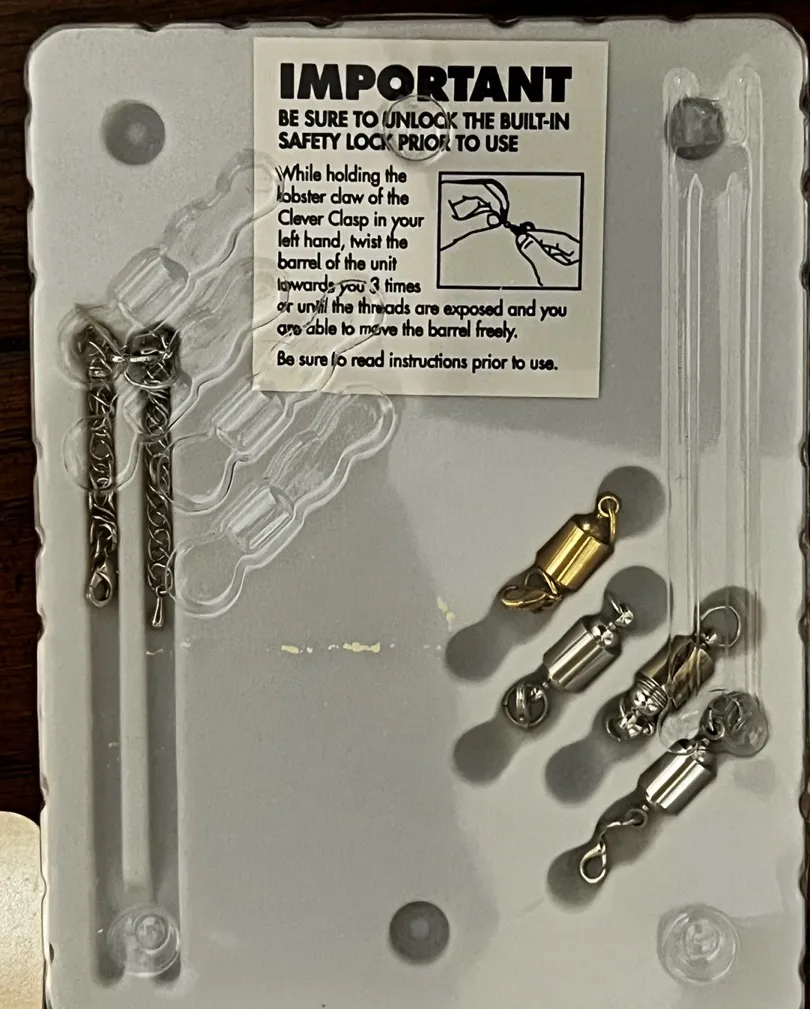 IMPORTANT
BE SURE TO UNLOCK THE BUILT-IN
SAFETY LOCK PRIOR TO USE
While holding the
lobster claw of the
Clever Clasp in your
left hand, twist the
barrel of the unit
towards you 3 times
or until the threads are exposed and you
are able to move the barrel freely.
Be sure to read instructions prior to use.